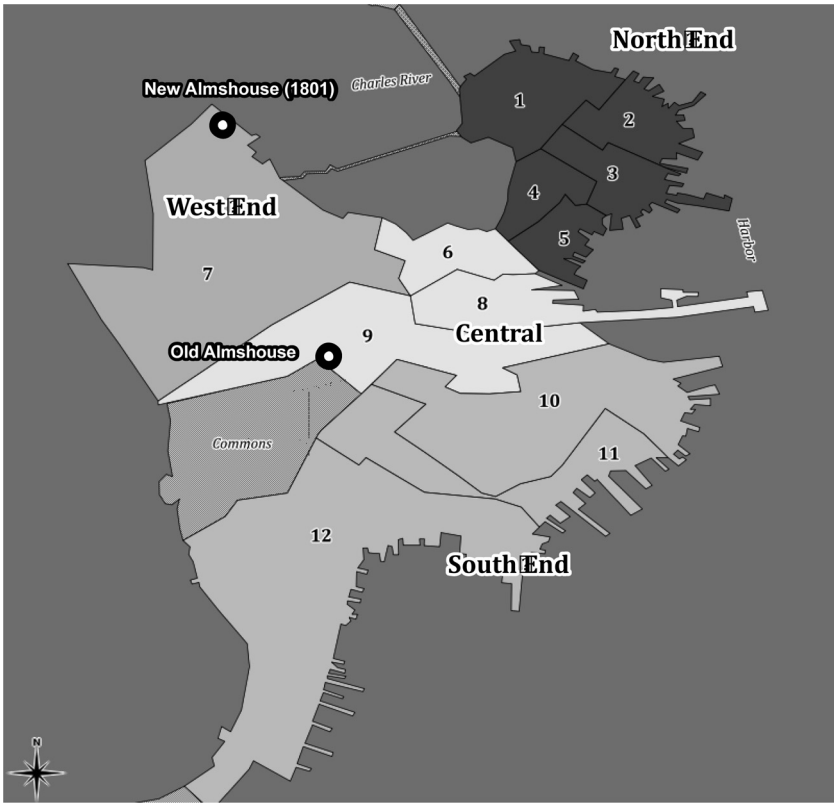 North End
Charles River
New Almshouse (1801)
1
2
3
4
5
West End
Harbor
6
7
8
Central
9
Old Almshouse
10
Commons
11
12
South End
N